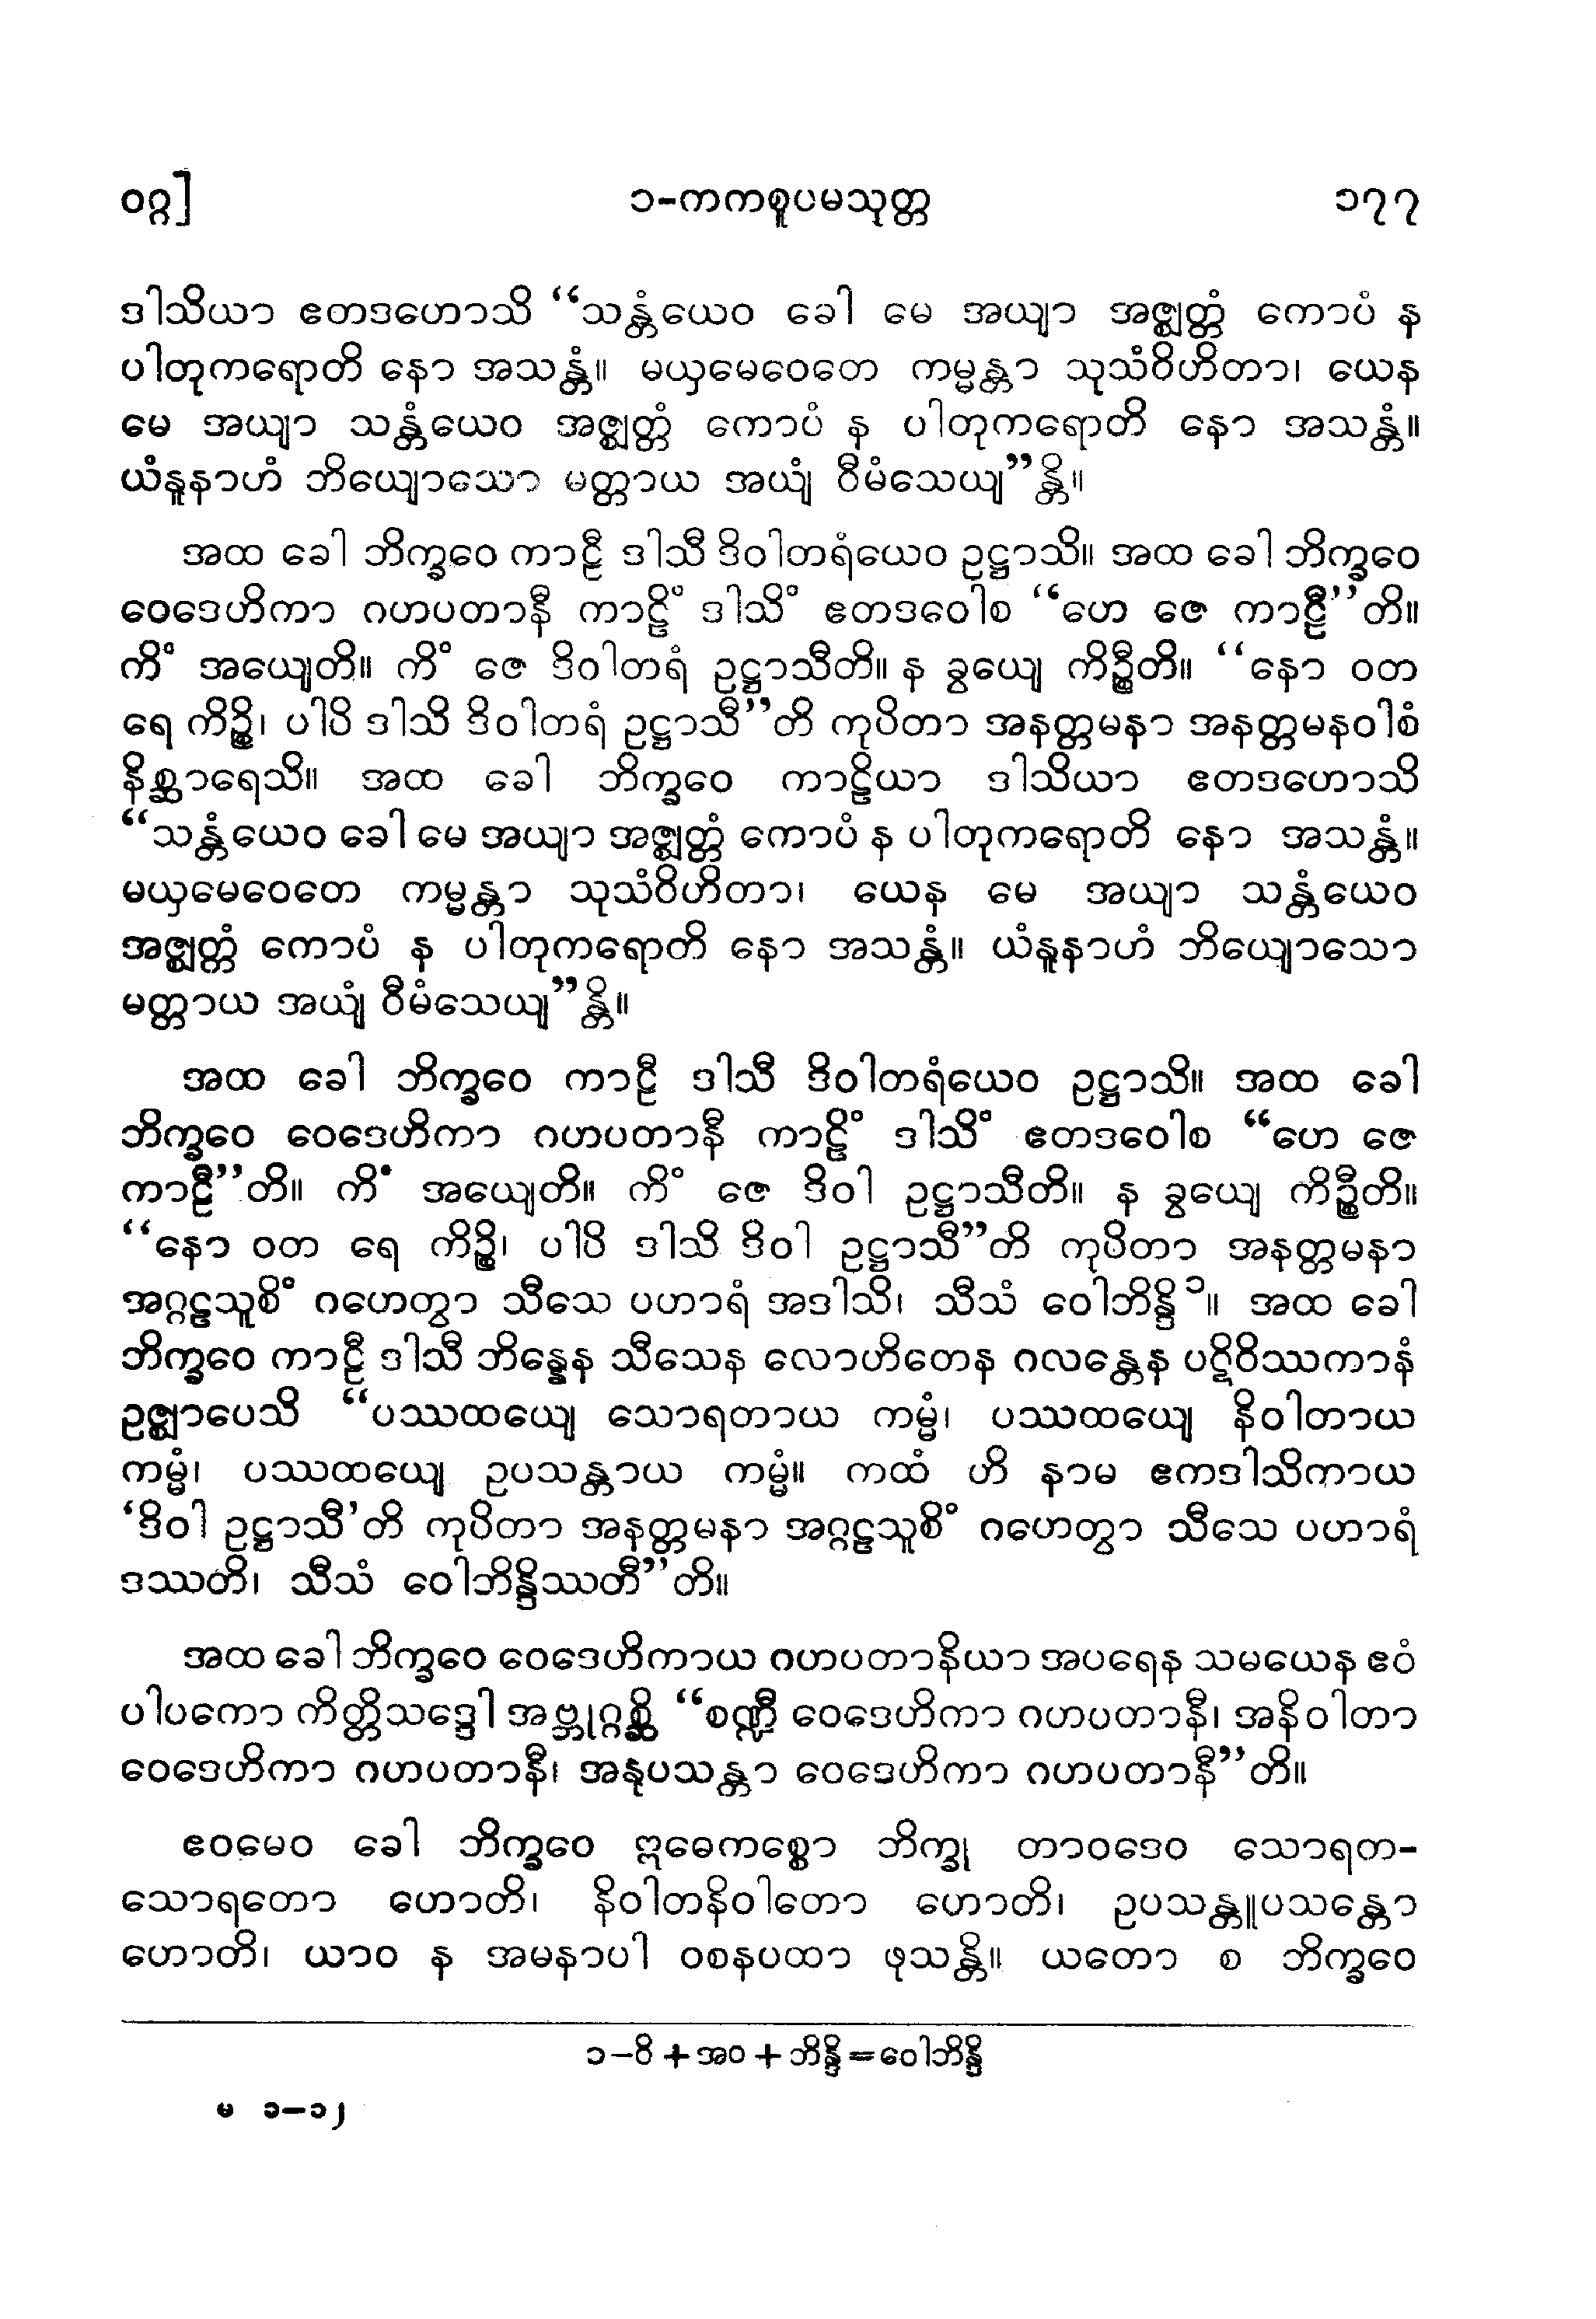 ဝဂ္ဂ]
၁-ကကစူပမသုတ္တ
၁၇၇
ဒါသိယာ ဧတဒဟောသိ “သန္တံယေဝ ခေါ မေ အယျာ အဇ္ဈတ္တံ ကောပံ န
ပါတုကရောတိ နော အသန္တံ။ မယှမေဝေတေ ကမ္မန္တာ သုသံဝိဟိတာ၊ ယေန
မေ အယျာ သန္တံယေဝ အဇ္ဈတ္တံ ကောပံ န ပါတုကရောတိ နော အသန္တံ။
ယံနူနာဟံ ဘိယျောသော မတ္တာယ အယျံ ဝီမံသေယျ”န္တိ။
အထ ခေါ ဘိက္ခဝေ ကာဠီ ဒါသီ ဒိဝါတရံယေဝ ဥဋ္ဌာသိ။ အထ ခေါ ဘိက္ခဝေ
ဝေဒေဟိကာ ဂဟပတာနီ ကာဠိံ ဒါသိံ ဧတဒဝေါစ “ဟေ ဇေ ကာဠီ”တိ။
ကိံ အယျေတိ။ ကိံ ဇေ ဒိဝါတရံ ဥဋ္ဌာသီတိ။ န ခွယျေ ကိဉ္စီတိ။ “နော ဝတ
ရေ ကိဉ္စိ၊ ပါပိ ဒါသိ ဒိဝါတရံ ဥဋ္ဌာသီ”တိ ကုပိတာ အနတ္တမနာ အနတ္တမနဝါစံ
နိစ္ဆာရေသိ။ အထ ခေါ ဘိက္ခဝေ ကာဠိယာ ဒါသိယာ ဧတဒဟောသိ
“သန္တံယေဝ ခေါ မေ အယျာ အဇ္ဈတ္တံ ကောပံ န ပါတုကရောတိ နော အသန္တံ။
မယှမေဝေတေ ကမ္မန္တာ သုသံဝိဟိတာ၊ ယေန မေ အယျာ သန္တံယေဝ
အဇ္ဈတ္တံ ကောပံ န ပါတုကရောတိ နော အသန္တံ။ ယံနူနာဟံ ဘိယျောသော
မတ္တာယ အယျံ ဝီမံသေယျ”န္တိ။
အထ ခေါ ဘိက္ခဝေ ကာဠီ ဒါသီ ဒိဝါတရံယေဝ ဥဋ္ဌာသိ။ အထ ခေါ
ဘိက္ခဝေ ဝေဒေဟိကာ ဂဟပတာနီ ကာဠိံ ဒါသိံ ဧတဒဝေါစ “ဟေ ဇေ
ကာဠီ”တိ။ ကိံ အယျေတိ။ ကိံ ဇေ ဒိဝါ ဥဋ္ဌာသီတိ။ န ခွယျေ ကိဉ္စီတိ။
“နော ဝတ ရေ ကိဉ္စိ၊ ပါပိ ဒါသိ ဒိဝါ ဥဋ္ဌာသီ”တိ ကုပိတာ အနတ္တမနာ
အဂ္ဂဠသူစိံ ဂဟေတွာ သီသေ ပဟာရံ အဒါသိ၊ သီသံ ဝေါဘိန္ဒိ ၁။ အထ ခေါ
ဘိက္ခဝေ ကာဠီ ဒါသီ ဘိန္နေန သီသေန လောဟိတေန ဂလန္တေန ပဋိဝိဿကာနံ
ဥဇ္ဈာပေသိ “ပဿထယျေ သောရတာယ ကမ္မံ၊ ပဿထယျေ နိဝါတာယ
ကမ္မံ၊ ပဿထယျေ ဥပသန္တာယ ကမ္မံ။ ကထံ ဟိ နာမ ဧကဒါသိကာယ
‘ဒိဝါ ဥဋ္ဌာသီ’တိ ကုပိတာ အနတ္တမနာ အဂ္ဂဠသူစိံ ဂဟေတွာ သီသေ ပဟာရံ
ဒဿတိ၊ သီသံ ဝေါဘိန္ဒိဿတီ”တိ။
အထ ခေါ ဘိက္ခဝေ ဝေဒေဟိကာယ ဂဟပတာနိယာ အပရေန သမယေန ဧဝံ
ပါပကော ကိတ္တိသဒ္ဒေါ အဗ္ဘုဂ္ဂစ္ဆိ “စဏ္ဍီ ဝေဒေဟိကာ ဂဟပတာနီ၊ အနိဝါတာ
ဝေဒေဟိကာ ဂဟပတာနီ၊ အနုပသန္တာ ဝေဒေဟိကာ ဂဟပတာနီ”တိ။
ဧဝမေဝ ခေါ ဘိက္ခဝေ ဣဓေကစ္စော ဘိက္ခု တာဝဒေဝ သောရတ-
သောရတော ဟောတိ၊ နိဝါတနိဝါတော ဟောတိ၊ ဥပသန္တူပသန္တော
ဟောတိ၊ ယာဝ န အမနာပါ ဝစနပထာ ဖုသန္တိ။ ယတော စ ဘိက္ခဝေ
၁-ဝိ + အဝ + ဘိန္ဒိ = ဝေါဘိန္ဒိ
မ ၁-၁၂